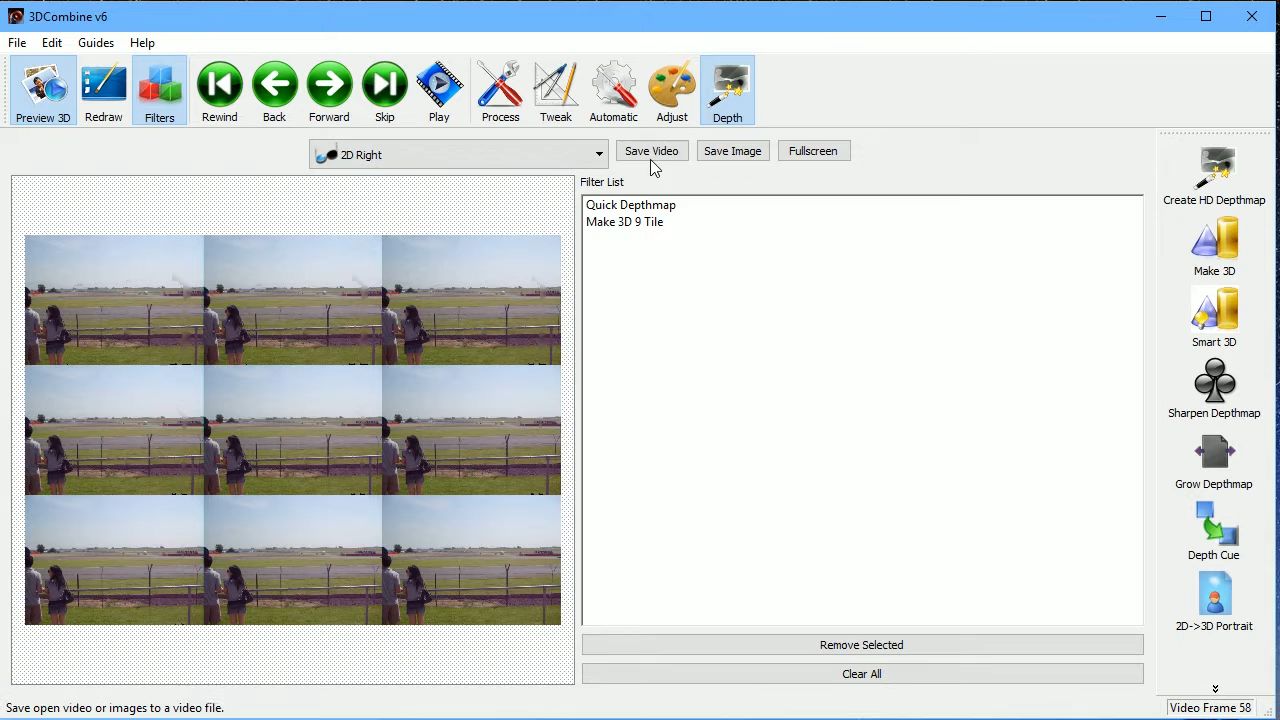 3DCombine v6
File Edit Guides Help
Preview 3D Redraw Filters Rewind Back Forward Skip Play Process Tweak Automatic Adjust Depth
2D Right Save Video Save Image Fullscreen
Filter List
Quick Depthmap
Make 3D 9 Tile
Remove Selected
Clear All
Create HD Depthmap
Make 3D
Smart 3D
Sharpen Depthmap
Grow Depthmap
Depth Cue
2D->3D Portrait
Save open video or images to a video file.
Video Frame 58